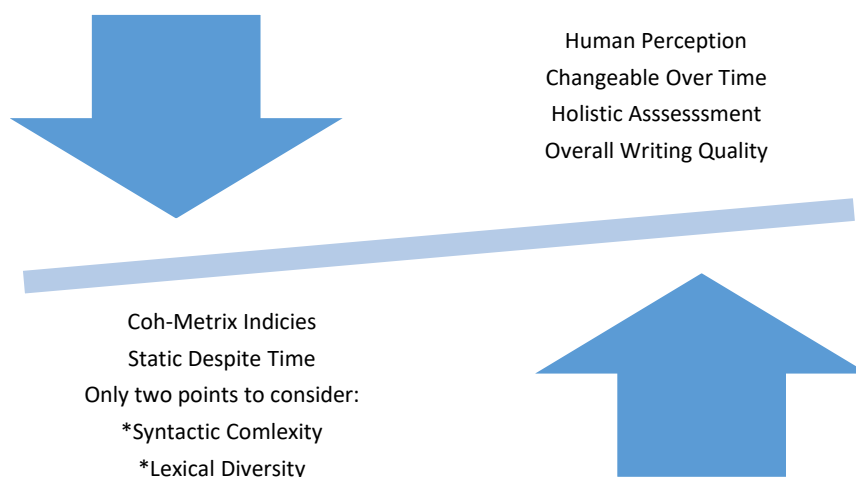 Human Perception
Changeable Over Time
Holistic Asssesssment
Overall Writing Quality
Coh-Metrix Indicies
Static Despite Time
Only two points to consider:
*Syntactic Comlexity
*Lexical Diversity